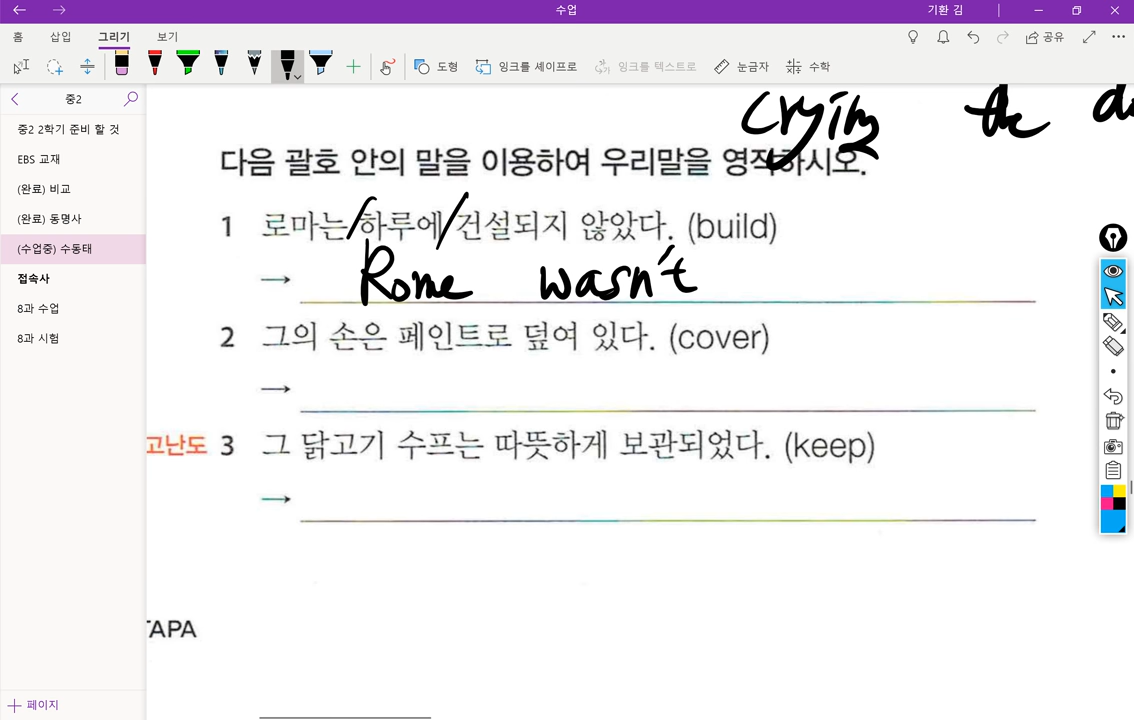 수업
기환 김
홈 삽입 그리기 보기
공유
도형 잉크를 셰이프로 잉크를 텍스트로 눈금자 수학
중2
중2 2학기 준비 할 것
EBS 교재
(완료) 비교
(완료) 동명사
(수업중) 수동태
접속사
8과 수업
8과 시험
페이지
crying the
다음 괄호 안의 말을 이용하여 우리말을 영작하시오.
1 로마는/하루에/건설되지 않았다. (build)
→ Rome wasn't
2 그의 손은 페인트로 덮여 있다. (cover)
→
고난도 3 그 닭고기 수프는 따뜻하게 보관되었다. (keep)
→
TAPA